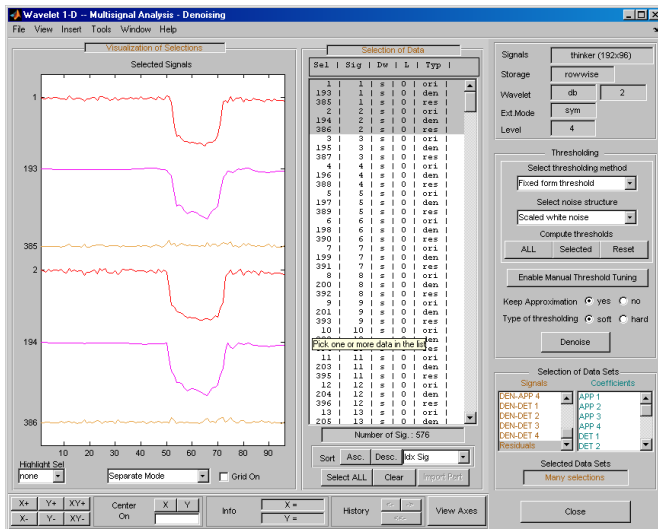 Wavelet 1-D -- Multisignal Analysis - Denoising
File View Insert Tools Window Help
Visualization of Selections
Selected Signals
1
193
385
2
194
386
10 20 30 40 50 60 70 80 90
Highlight Sel
none
Separate Mode
Grid On
Selection of Data
Sel | Sig | Dw | L | Typ |
1 | 1 | s | 0 | ori |
193 | 1 | s | 0 | den |
385 | 1 | s | 0 | res |
2 | 2 | s | 0 | ori |
194 | 2 | s | 0 | den |
386 | 2 | s | 0 | res |
3 | 3 | s | 0 | ori |
195 | 3 | s | 0 | den |
387 | 3 | s | 0 | res |
4 | 4 | s | 0 | ori |
196 | 4 | s | 0 | den |
388 | 4 | s | 0 | res |
5 | 5 | s | 0 | ori |
197 | 5 | s | 0 | den |
389 | 5 | s | 0 | res |
6 | 6 | s | 0 | ori |
198 | 6 | s | 0 | den |
390 | 6 | s | 0 | res |
7 | 7 | s | 0 | ori |
199 | 7 | s | 0 | den |
391 | 7 | s | 0 | res |
8 | 8 | s | 0 | ori |
200 | 8 | s | 0 | den |
392 | 8 | s | 0 | res |
9 | 9 | s | 0 | ori |
201 | 9 | s | 0 | den |
393 | 9 | s | 0 | res |
10 | 10 | s | 0 | ori |
Pick one or more data in the list
11 | 11 | s | 0 | ori |
203 | 11 | s | 0 | den |
395 | 11 | s | 0 | res |
12 | 12 | s | 0 | ori |
204 | 12 | s | 0 | den |
396 | 12 | s | 0 | res |
13 | 13 | s | 0 | ori |
205 | 13 | s | 0 | den |
Number of Sig. : 576
Sort Asc. Desc. Idx Sig
Select ALL Clear Import Part
Signals thinker (192x96)
Storage rowwise
Wavelet db 2
Ext.Mode sym
Level 4
Thresholding
Select thresholding method
Fixed form threshold
Select noise structure
Scaled white noise
Compute thresholds
ALL Selected Reset
Enable Manual Threshold Tuning
Keep Approximation yes no
Type of thresholding soft hard
Denoise
Selection of Data Sets
Signals Coefficients
DEN-APP 4 APP 1
DEN-DET 1 APP 2
DEN-DET 2 APP 3
DEN-DET 3 APP 4
DEN-DET 4 DET 1
Residuals DET 2
Selected Data Sets
Many selections
X+ Y+ XY+
X- Y- XY-
Center On X Y
Info X =
Y =
History <- ->
<<-
View Axes
Close